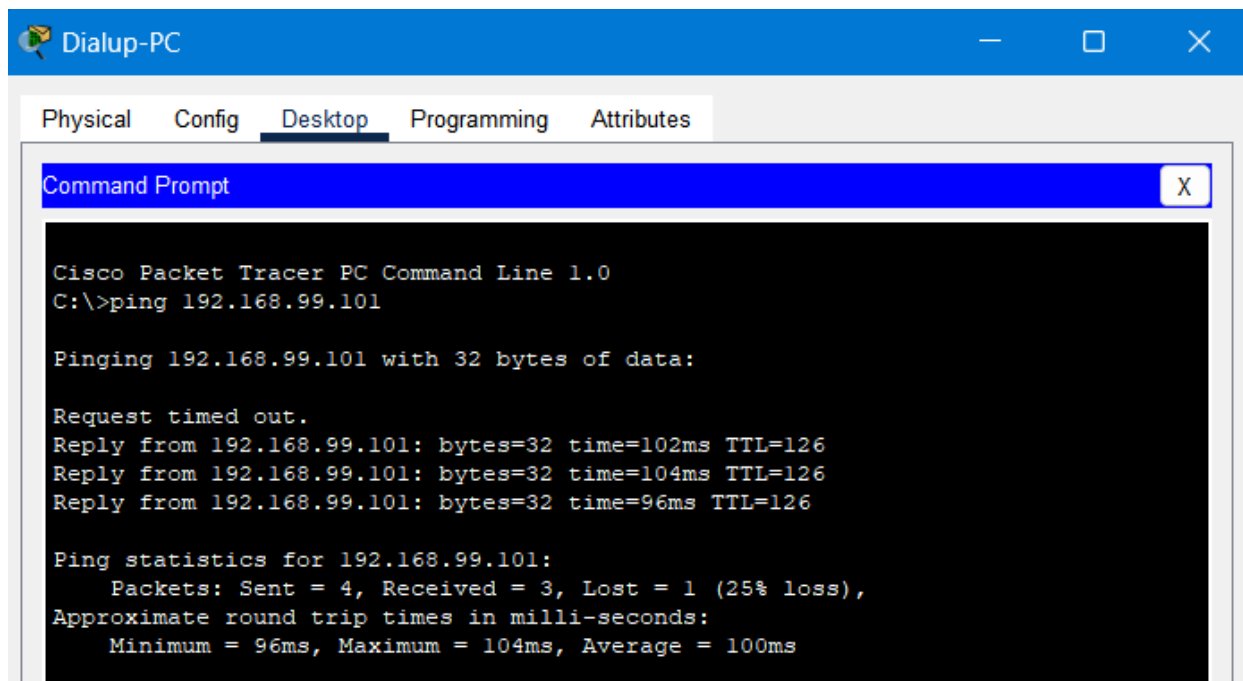 Dialup-PC
Physical Config Desktop Programming Attributes
Command Prompt
X
Cisco Packet Tracer PC Command Line 1.0
C:\>ping 192.168.99.101
Pinging 192.168.99.101 with 32 bytes of data:
Request timed out.
Reply from 192.168.99.101: bytes=32 time=102ms TTL=126
Reply from 192.168.99.101: bytes=32 time=104ms TTL=126
Reply from 192.168.99.101: bytes=32 time=96ms TTL=126
Ping statistics for 192.168.99.101:
Packets: Sent = 4, Received = 3, Lost = 1 (25% loss),
Approximate round trip times in milli-seconds:
Minimum = 96ms, Maximum = 104ms, Average = 100ms